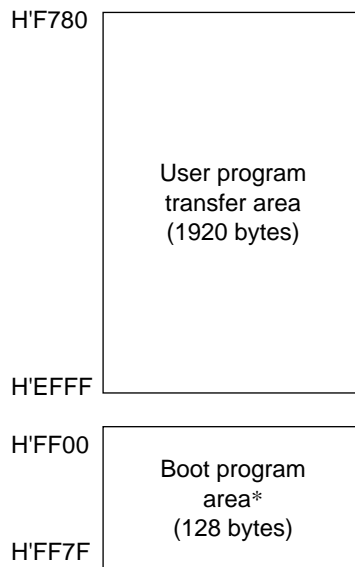 H'F780
User program
transfer area
(1920 bytes)
H'EFFF
H'FF00
Boot program
area*
(128 bytes)
H'FF7F